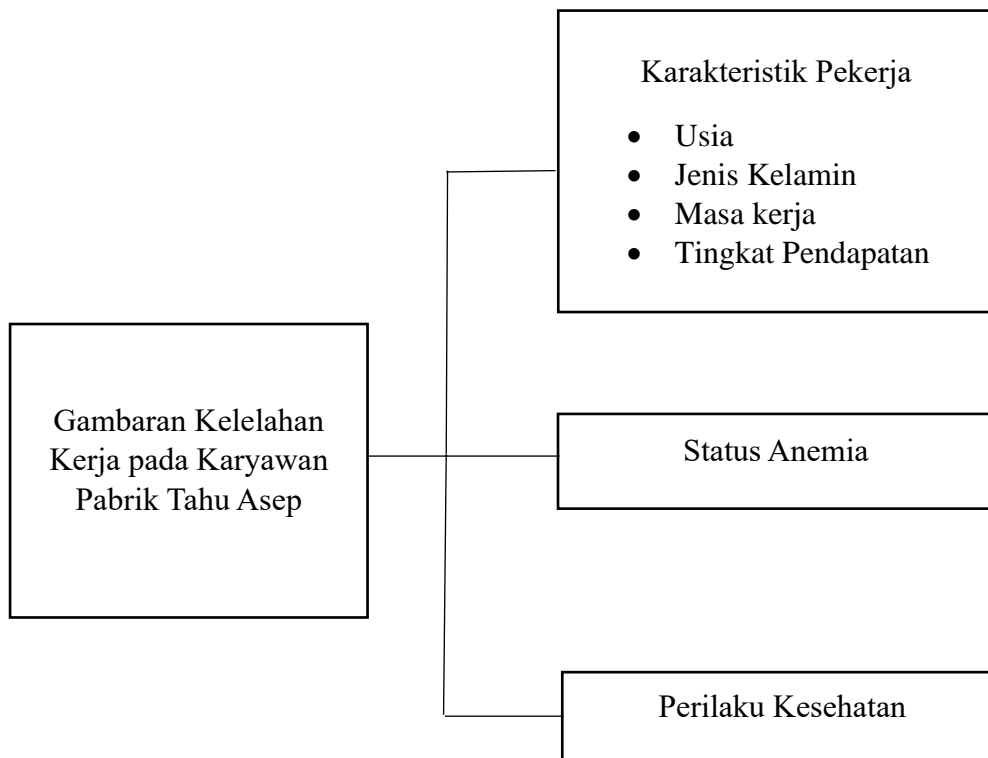 Karakteristik Pekerja
• Usia
• Jenis Kelamin
• Masa kerja
• Tingkat Pendapatan
Gambaran Kelelahan
Kerja pada Karyawan
Pabrik Tahu Asep
Status Anemia
Perilaku Kesehatan